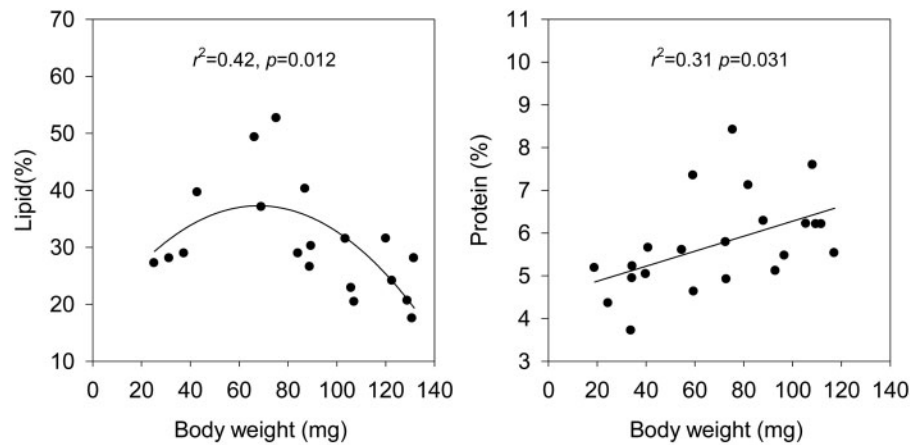 70
60
50
40
30
20
10
Lipid(%)
r²=0.42, p=0.012
0 20 40 60 80 100 120 140
Body weight (mg)
11
10
9
8
7
6
5
4
3
Protein (%)
r²=0.31 p=0.031
0 20 40 60 80 100 120 140
Body weight (mg)